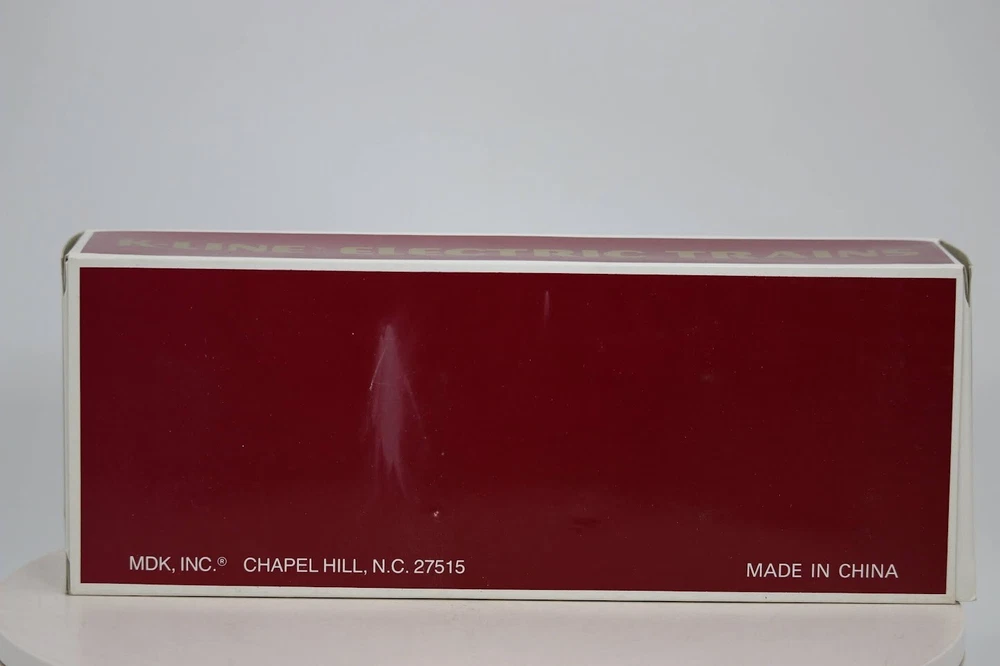 K-LINE ELECTRIC TRAINS
MDK, INC.® CHAPEL HILL, N.C. 27515
MADE IN CHINA